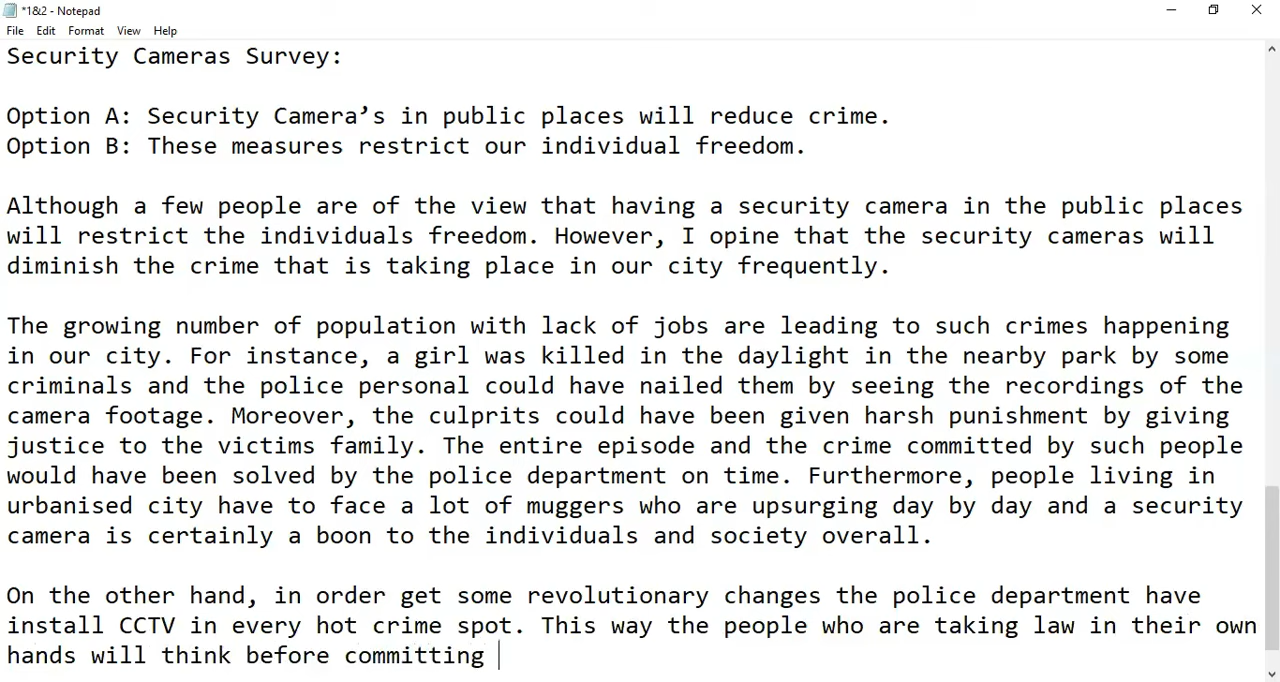 *1&2 - Notepad
File Edit Format View Help
Security Cameras Survey:
Option A: Security Camera’s in public places will reduce crime.
Option B: These measures restrict our individual freedom.
Although a few people are of the view that having a security camera in the public places
will restrict the individuals freedom. However, I opine that the security cameras will
diminish the crime that is taking place in our city frequently.
The growing number of population with lack of jobs are leading to such crimes happening
in our city. For instance, a girl was killed in the daylight in the nearby park by some
criminals and the police personal could have nailed them by seeing the recordings of the
camera footage. Moreover, the culprits could have been given harsh punishment by giving
justice to the victims family. The entire episode and the crime committed by such people
would have been solved by the police department on time. Furthermore, people living in
urbanised city have to face a lot of muggers who are upsurging day by day and a security
camera is certainly a boon to the individuals and society overall.
On the other hand, in order get some revolutionary changes the police department have
install CCTV in every hot crime spot. This way the people who are taking law in their own
hands will think before committing